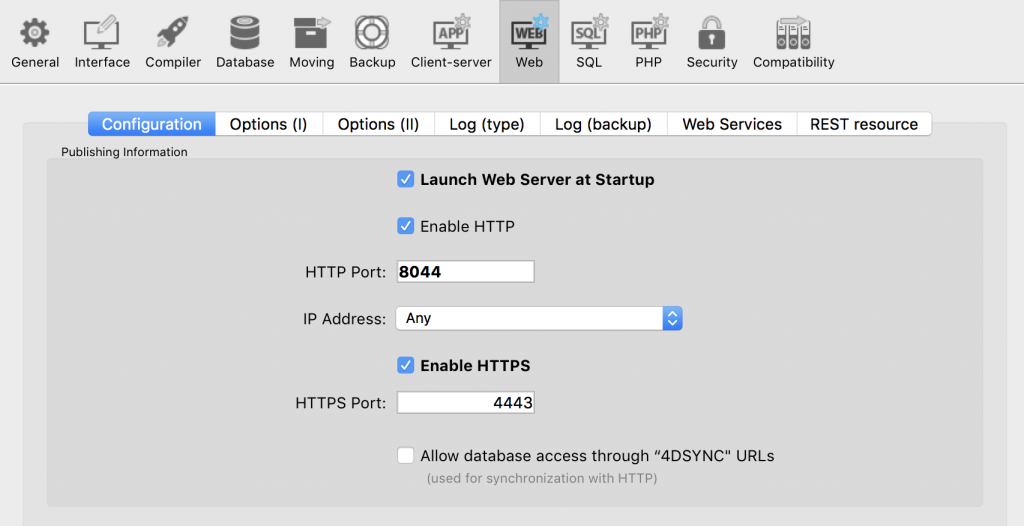 APP WEB SQL PHP
General Interface Compiler Database Moving Backup Client-server Web SQL PHP Security Compatibility
Configuration Options (I) Options (II) Log (type) Log (backup) Web Services REST resource
Publishing Information
Launch Web Server at Startup
Enable HTTP
HTTP Port: 8044
IP Address: Any
Enable HTTPS
HTTPS Port: 4443
Allow database access through “4DSYNC" URLs
(used for synchronization with HTTP)